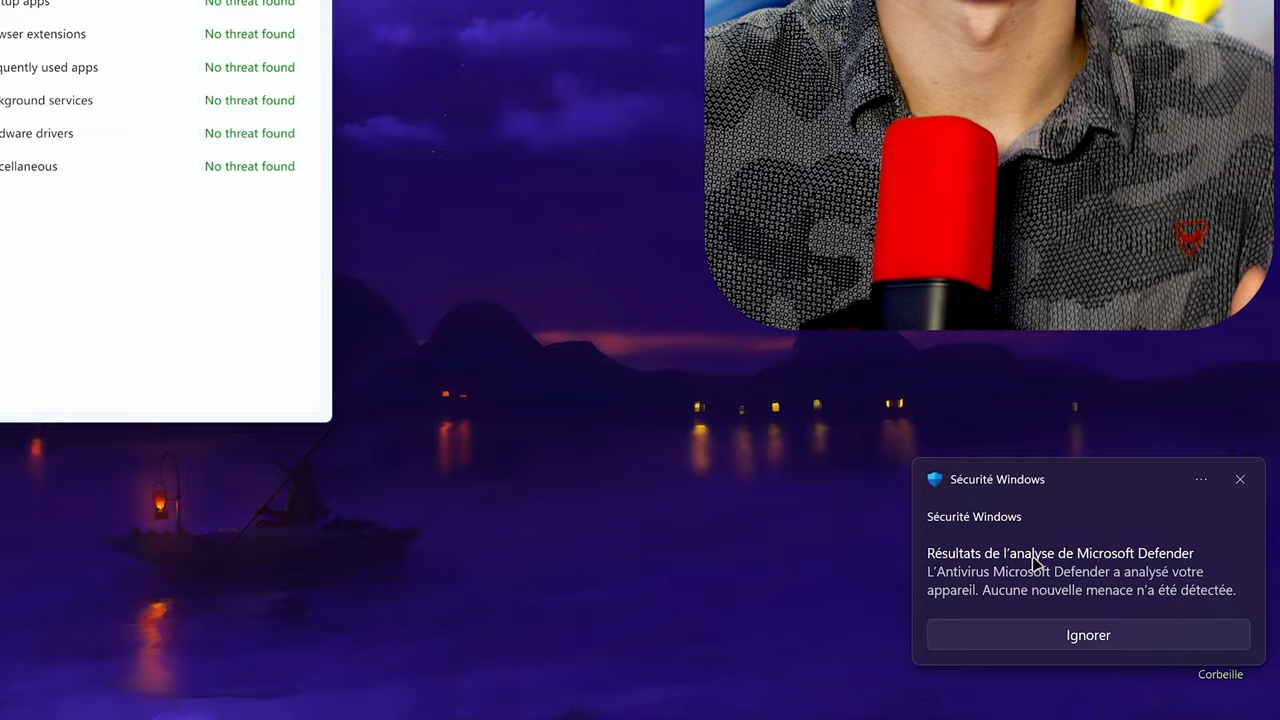 tup apps No threat found
wser extensions No threat found
quently used apps No threat found
kground services No threat found
dware drivers No threat found
cellaneous No threat found
Sécurité Windows
Sécurité Windows
Résultats de l'analyse de Microsoft Defender
L'Antivirus Microsoft Defender a analysé votre
appareil. Aucune nouvelle menace n'a été détectée.
Ignorer
Corbeille